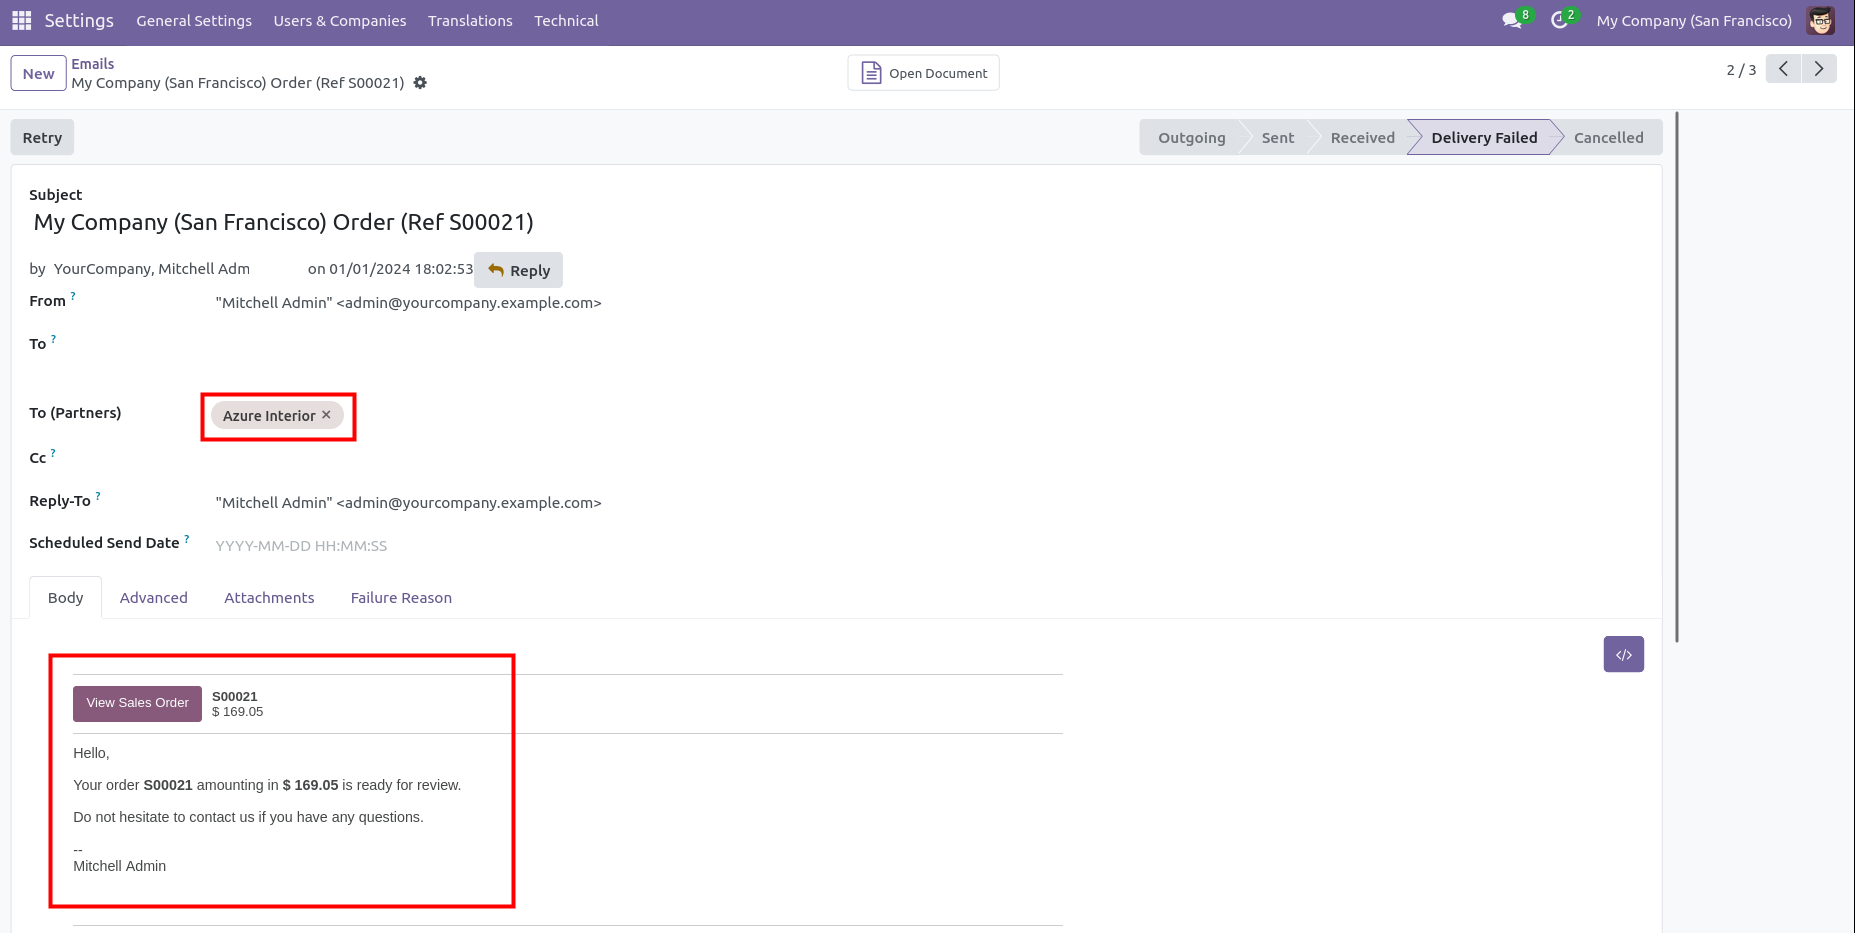 Settings General Settings Users & Companies Translations Technical 8 2 My Company (San Francisco)
New Emails
My Company (San Francisco) Order (Ref S00021)
Open Document
2 / 3
Retry
Outgoing Sent Received Delivery Failed Cancelled
Subject
My Company (San Francisco) Order (Ref S00021)
by YourCompany, Mitchell Adm on 01/01/2024 18:02:53 Reply
From ? "Mitchell Admin" <admin@yourcompany.example.com>
To ?
To (Partners) Azure Interior ×
Cc ?
Reply-To ? "Mitchell Admin" <admin@yourcompany.example.com>
Scheduled Send Date ? YYYY-MM-DD HH:MM:SS
Body Advanced Attachments Failure Reason
</>
View Sales Order S00021
$ 169.05
Hello,
Your order S00021 amounting in $ 169.05 is ready for review.
Do not hesitate to contact us if you have any questions.
--
Mitchell Admin